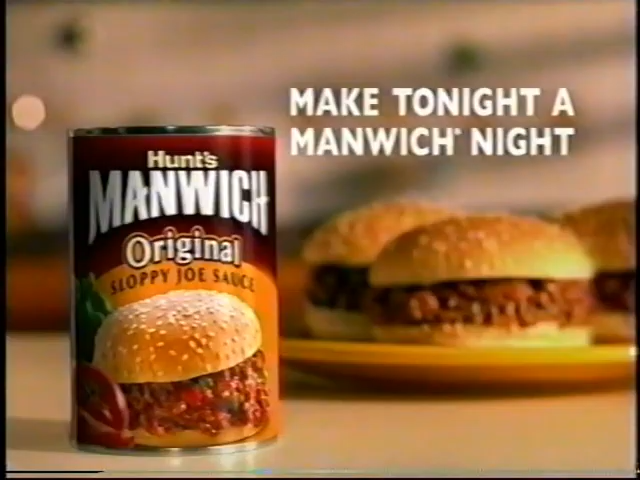 MAKE TONIGHT A
MANWICH® NIGHT
Hunt's
MANWICH
Original
SLOPPY JOE SAUCE